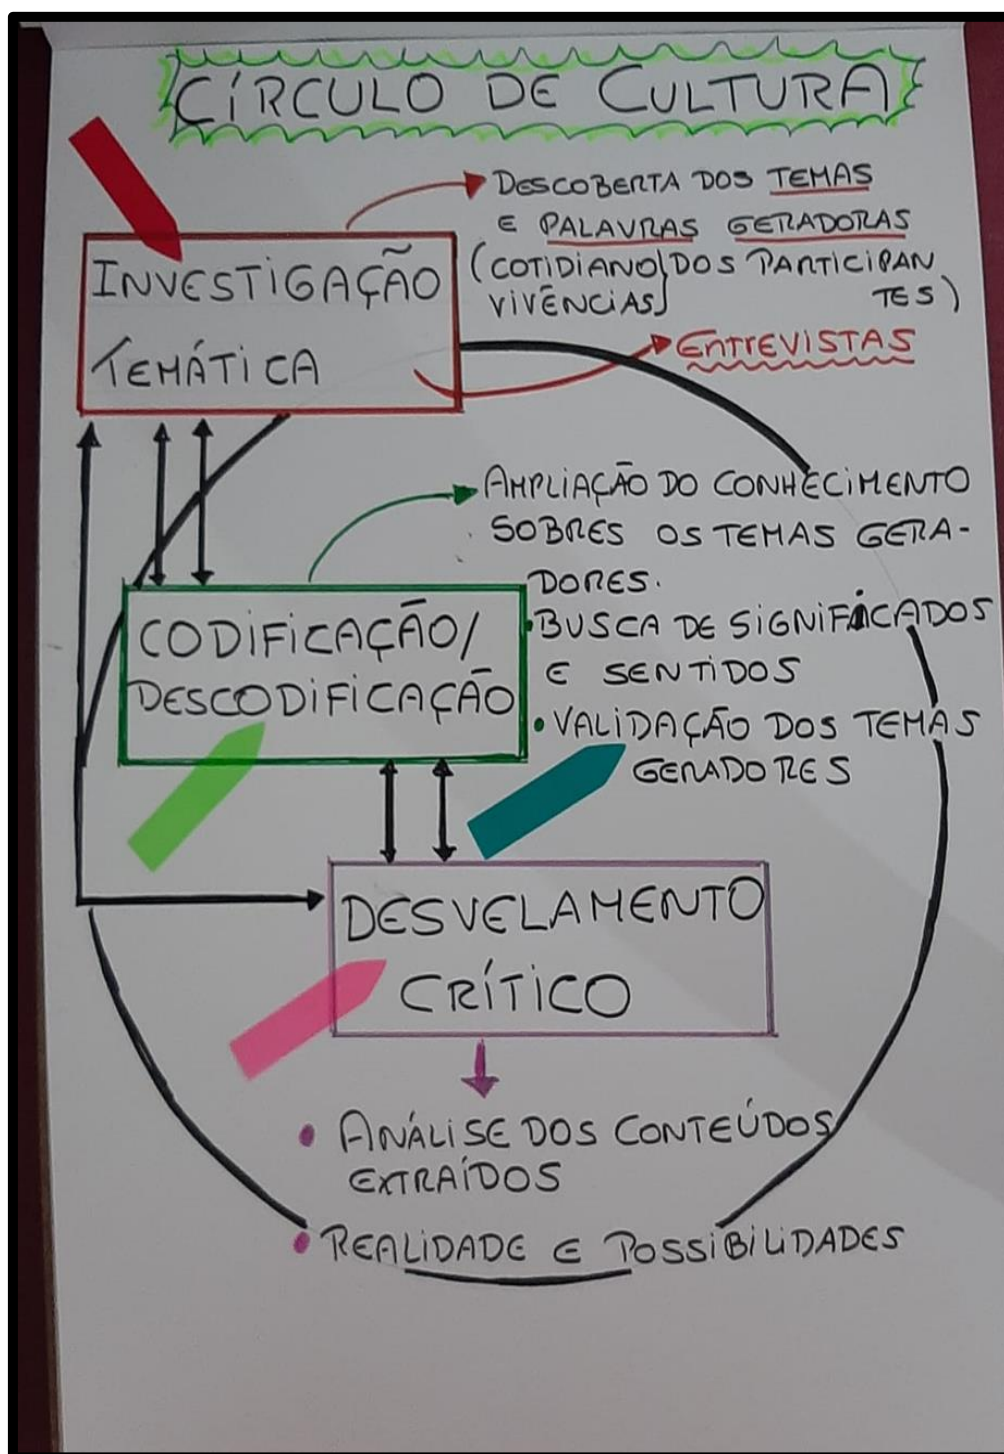 CÍRCULO DE CULTURA
DESCOBERTA DOS TEMAS
E PALAVRAS GERADORAS
(COTIDIANO DOS PARTICIPAN
VIVÊNCIAS TES)
INVESTIGAÇÃO
TEMÁTICA
ENTREVISTAS
AMPLIAÇÃO DO CONHECIMENTO
SOBRES OS TEMAS GERA-
DORES.
CODIFICAÇÃO/
DESCODIFICAÇÃO
• BUSCA DE SIGNIFICADOS
E SENTIDOS
• VALIDAÇÃO DOS TEMAS
GERADORES
DESVELAMENTO
CRÍTICO
• ANÁLISE DOS CONTEÚDOS
EXTRAÍDOS
• REALIDADE E POSSIBILIDADES